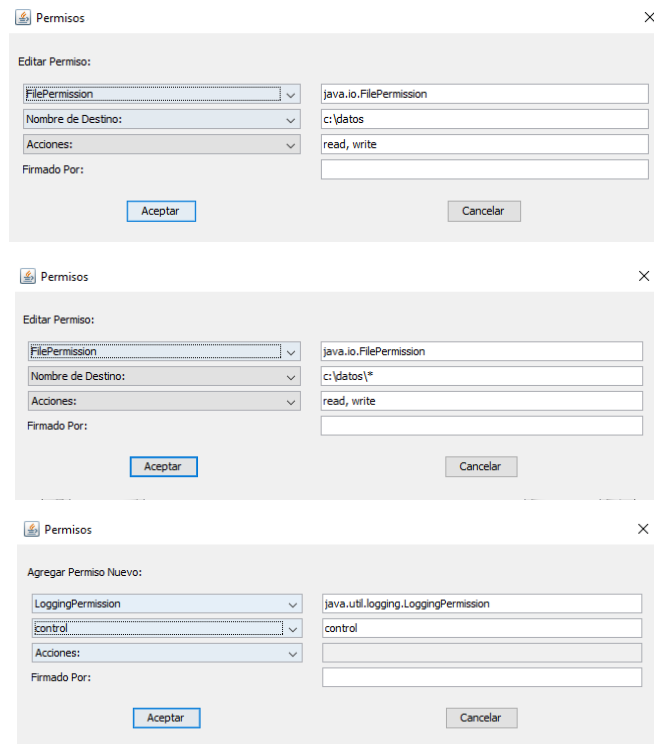 Permisos
Editar Permiso:
FilePermission java.io.FilePermission
Nombre de Destino: c:\datos
Acciones: read, write
Firmado Por:
Aceptar Cancelar
Permisos
Editar Permiso:
FilePermission java.io.FilePermission
Nombre de Destino: c:\datos\*
Acciones: read, write
Firmado Por:
Aceptar Cancelar
Permisos
Agregar Permiso Nuevo:
LoggingPermission java.util.logging.LoggingPermission
control control
Acciones:
Firmado Por:
Aceptar Cancelar